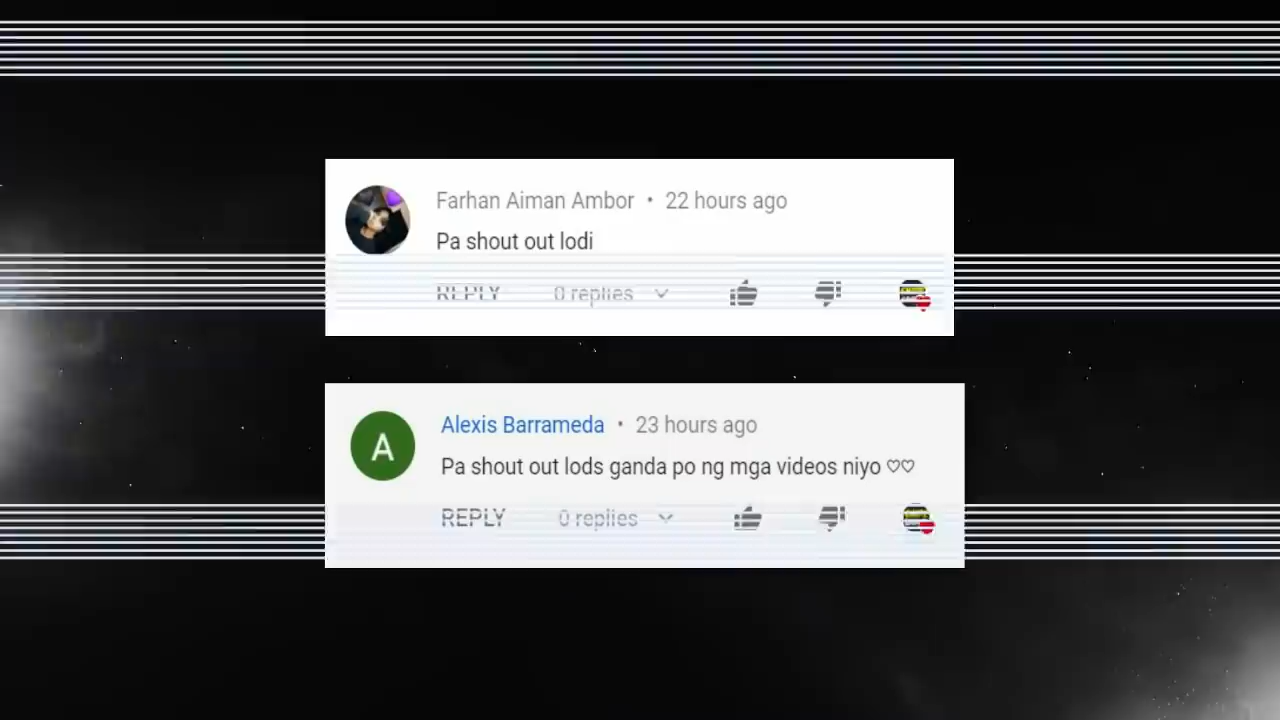 Farhan Aiman Ambor • 22 hours ago
Pa shout out lodi
REPLY 0 replies
A
Alexis Barrameda • 23 hours ago
Pa shout out lods ganda po ng mga videos niyo ♡♡
REPLY 0 replies